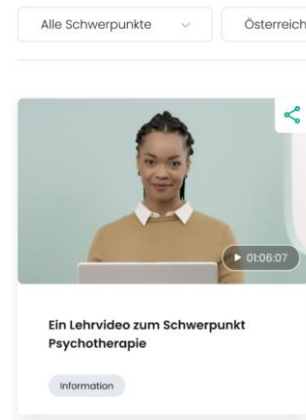 Alle Schwerpunkte
Österreich
01:06:07
Ein Lehrvideo zum Schwerpunkt
Psychotherapie
Information